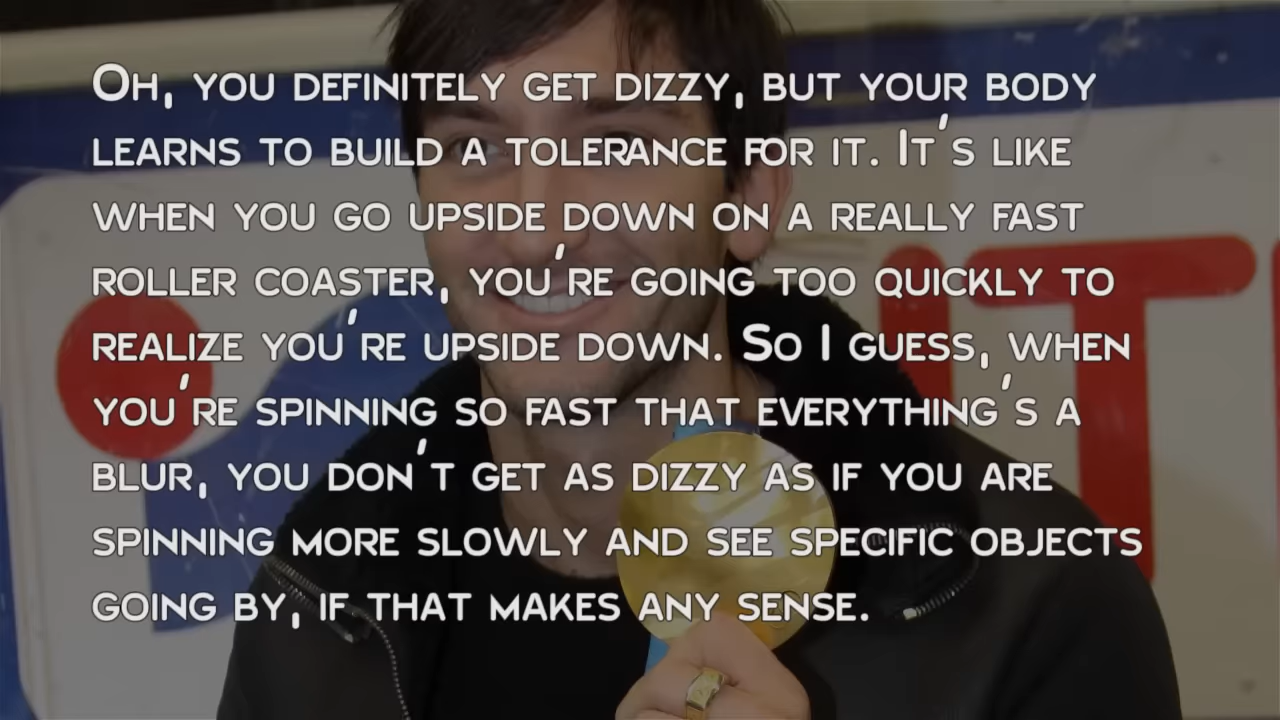 Oh, you definitely get dizzy, but your body
learns to build a tolerance for it. It's like
when you go upside down on a really fast
roller coaster, you're going too quickly to
realize you're upside down. So I guess, when
you're spinning so fast that everything's a
blur, you don't get as dizzy as if you are
spinning more slowly and see specific objects
going by, if that makes any sense.